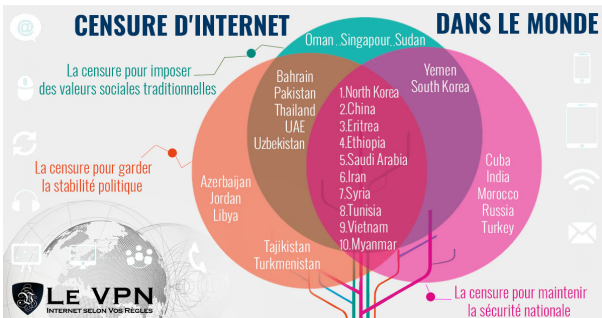 CENSURE D'INTERNET
DANS LE MONDE
Oman . . Singapour . . Sudan
La censure pour imposer
des valeurs sociales traditionnelles
Bahrain
Pakistan
Thailand
UAE
Uzbekistan
Yemen
South Korea
1.North Korea
2.China
3.Eritrea
4.Ethiopia
5.Saudi Arabia
6.Iran
7.Syria
8.Tunisia
9.Vietnam
10.Myanmar
La censure pour garder
la stabilité politique
Azerbaijan
Jordan
Libya
Cuba
India
Morocco
Russia
Turkey
Tajikistan
Turkmenistan
La censure pour maintenir
la sécurité nationale
LE VPN
INTERNET SELON VOS RÈGLES